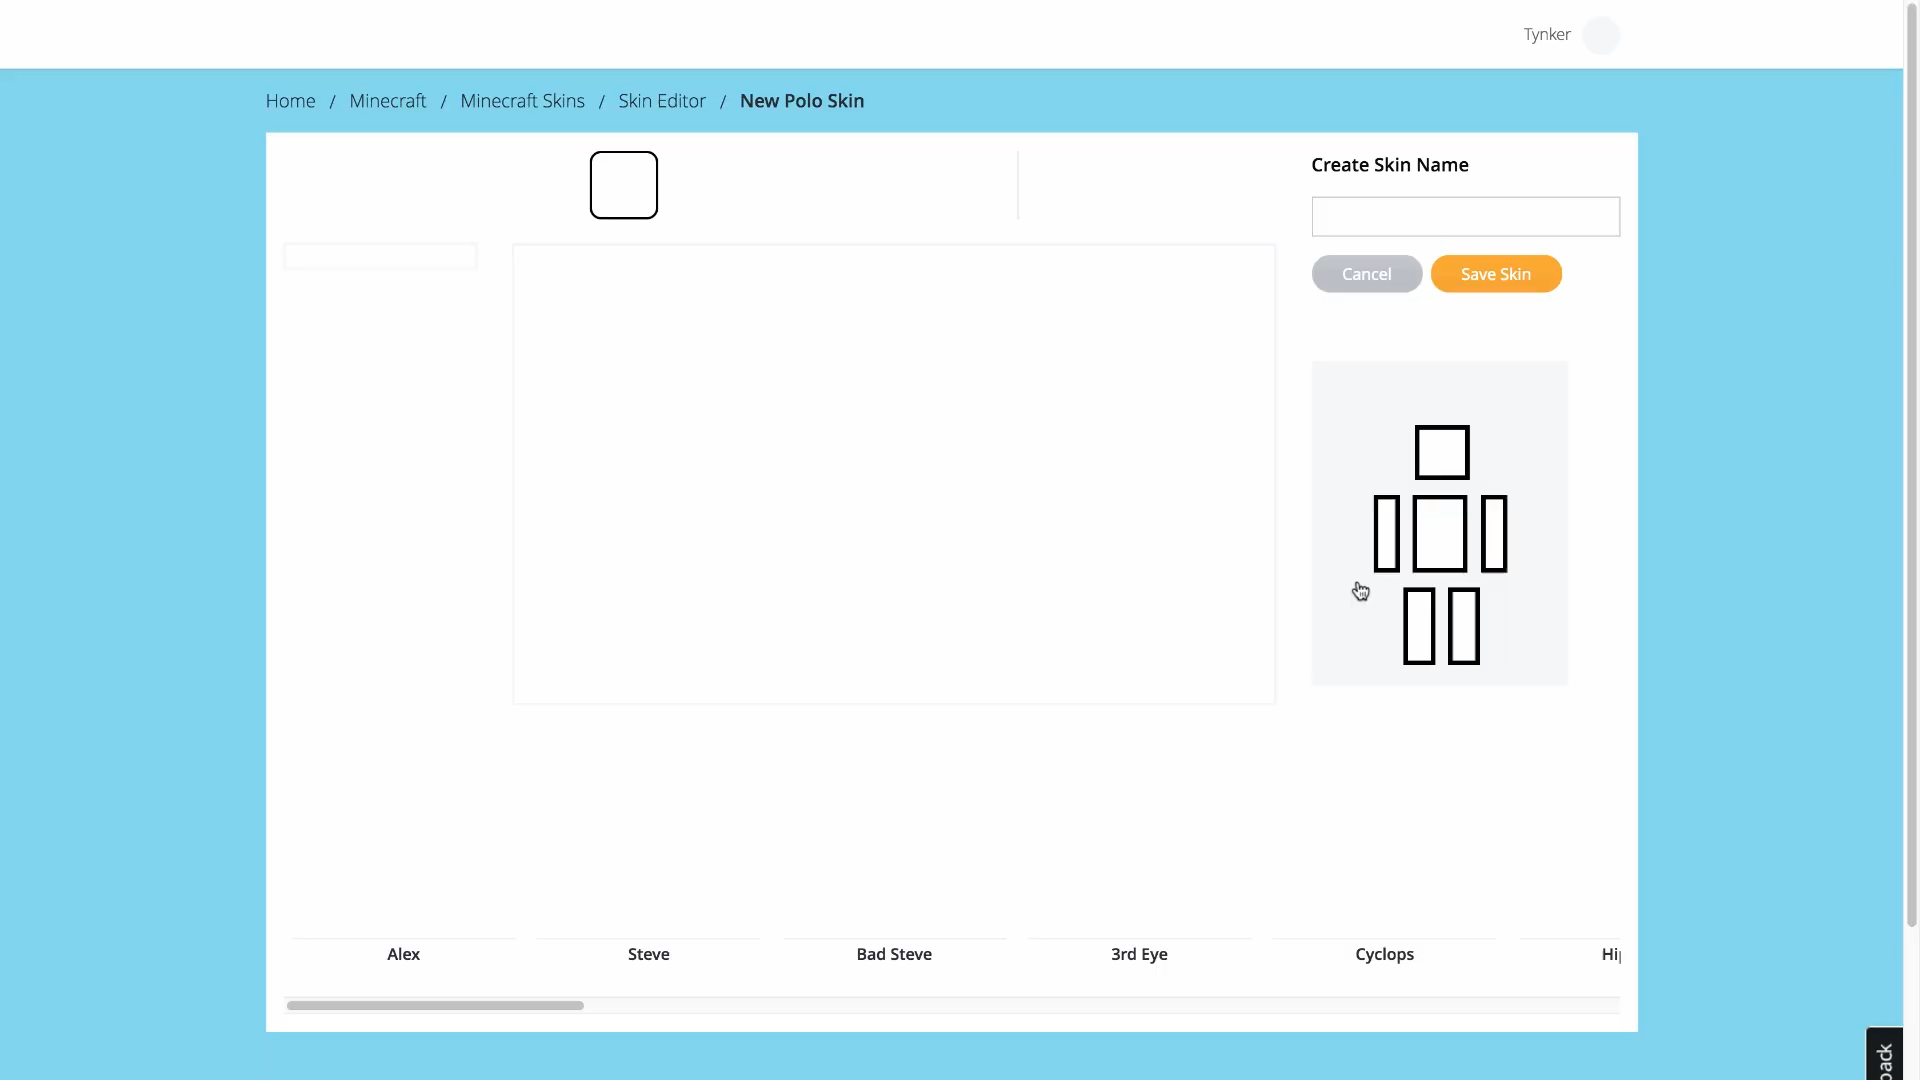 Tynker
Home / Minecraft / Minecraft Skins / Skin Editor / New Polo Skin
Create Skin Name
Cancel
Save Skin
Alex
Steve
Bad Steve
3rd Eye
Cyclops